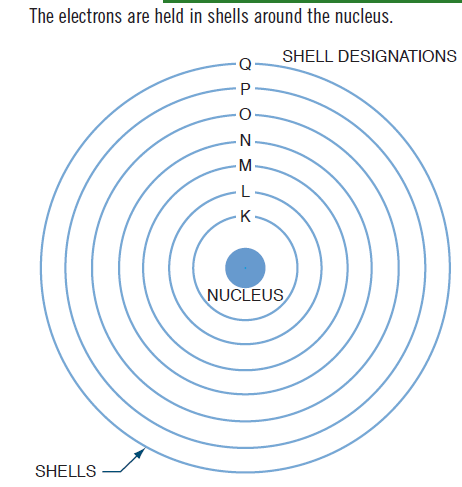 The electrons are held in shells around the nucleus.
SHELL DESIGNATIONS
Q
P
O
N
M
L
K
NUCLEUS
SHELLS